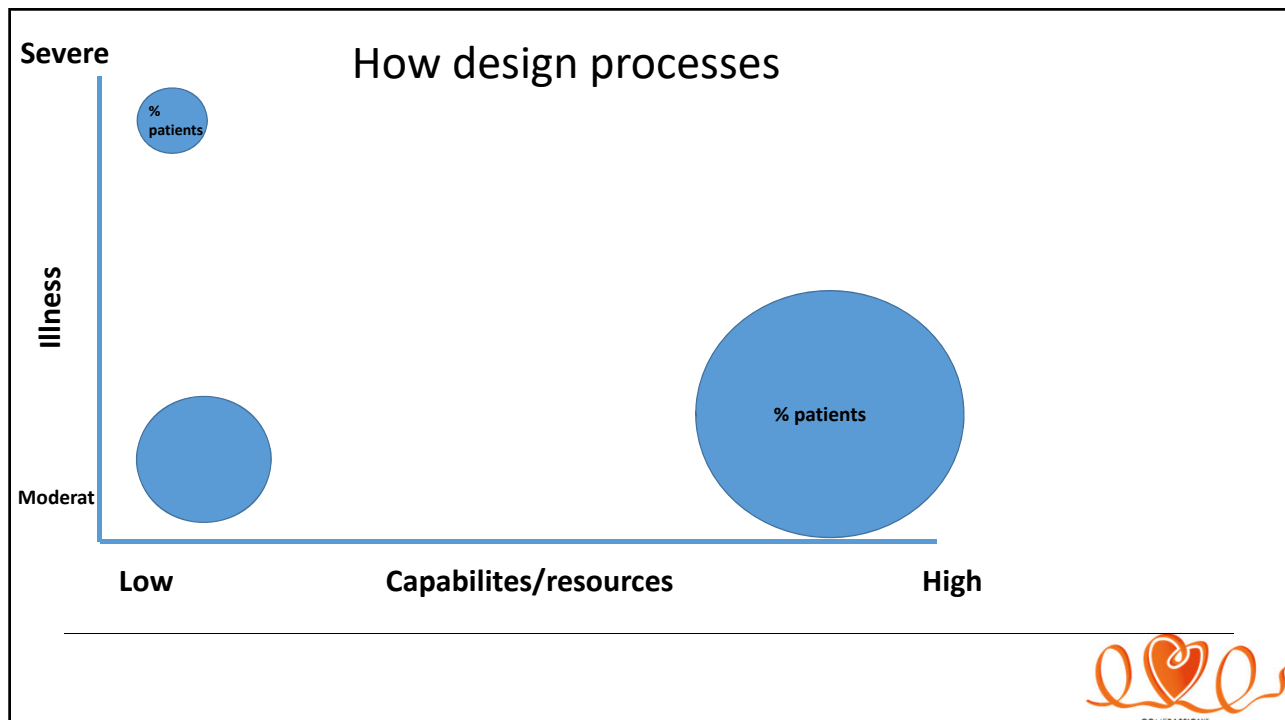 How design processes
Severe
%
patients
Illness
% patients
Moderat
Low Capabilites/resources High